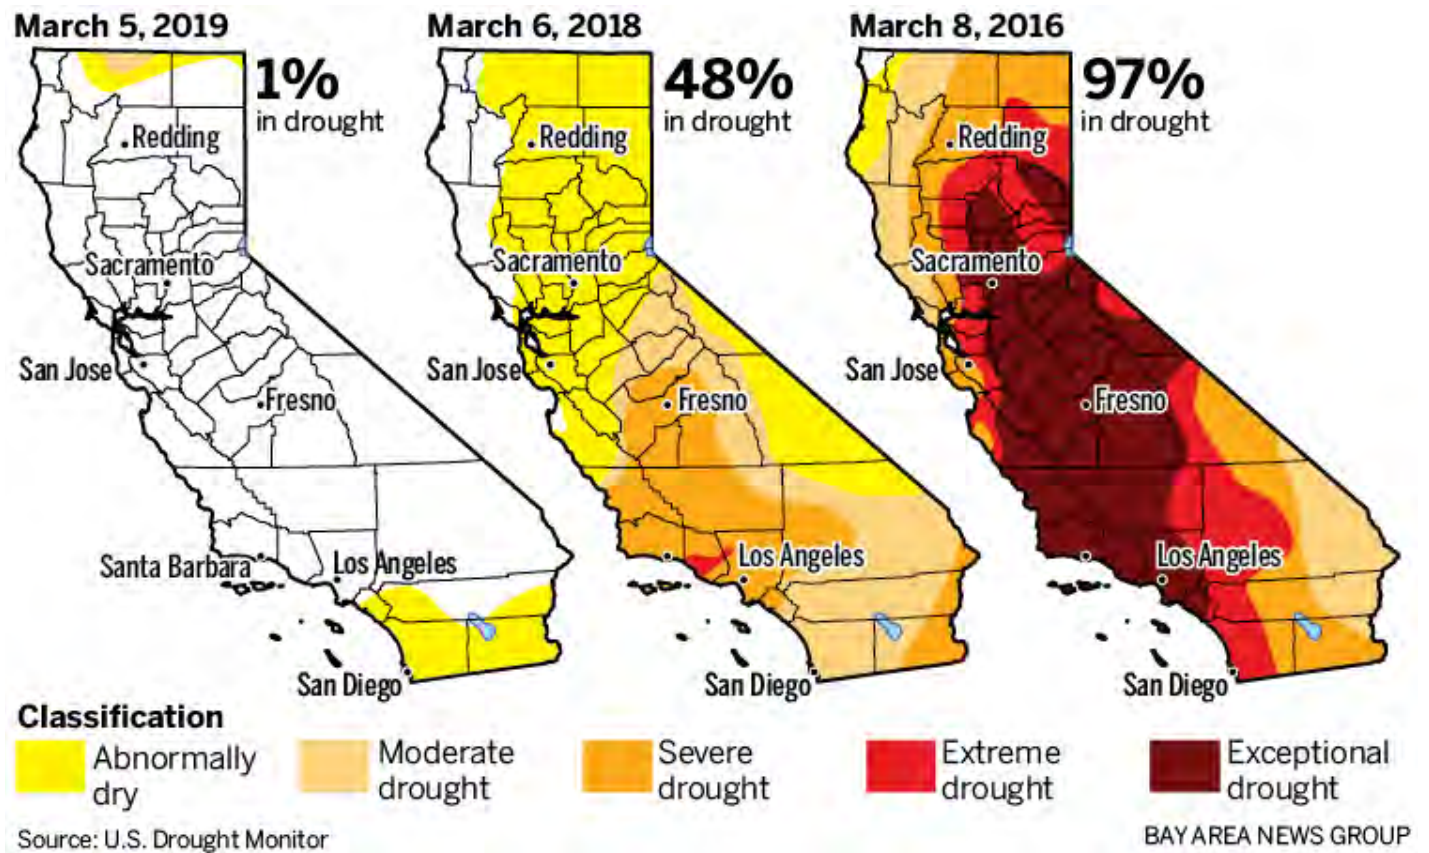 March 5, 2019
1%
in drought
Redding
Sacramento
San Jose
Fresno
Santa Barbara
Los Angeles
San Diego
March 6, 2018
48%
in drought
Redding
Sacramento
San Jose
Fresno
Los Angeles
San Diego
March 8, 2016
97%
in drought
Redding
Sacramento
San Jose
Fresno
Los Angeles
San Diego
Classification
Abnormally
dry
Moderate
drought
Severe
drought
Extreme
drought
Exceptional
drought
Source: U.S. Drought Monitor
BAY AREA NEWS GROUP